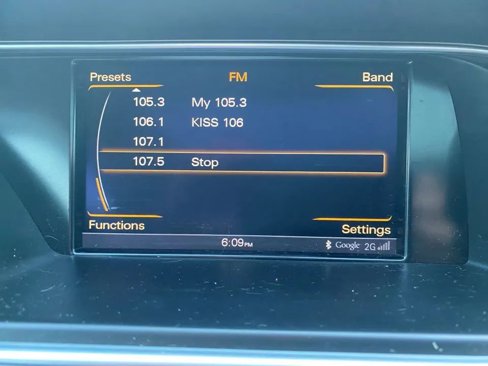 Presets FM Band
105.3 My 105.3
106.1 KISS 106
107.1
107.5 Stop
Functions Settings
6:09PM Google 2G